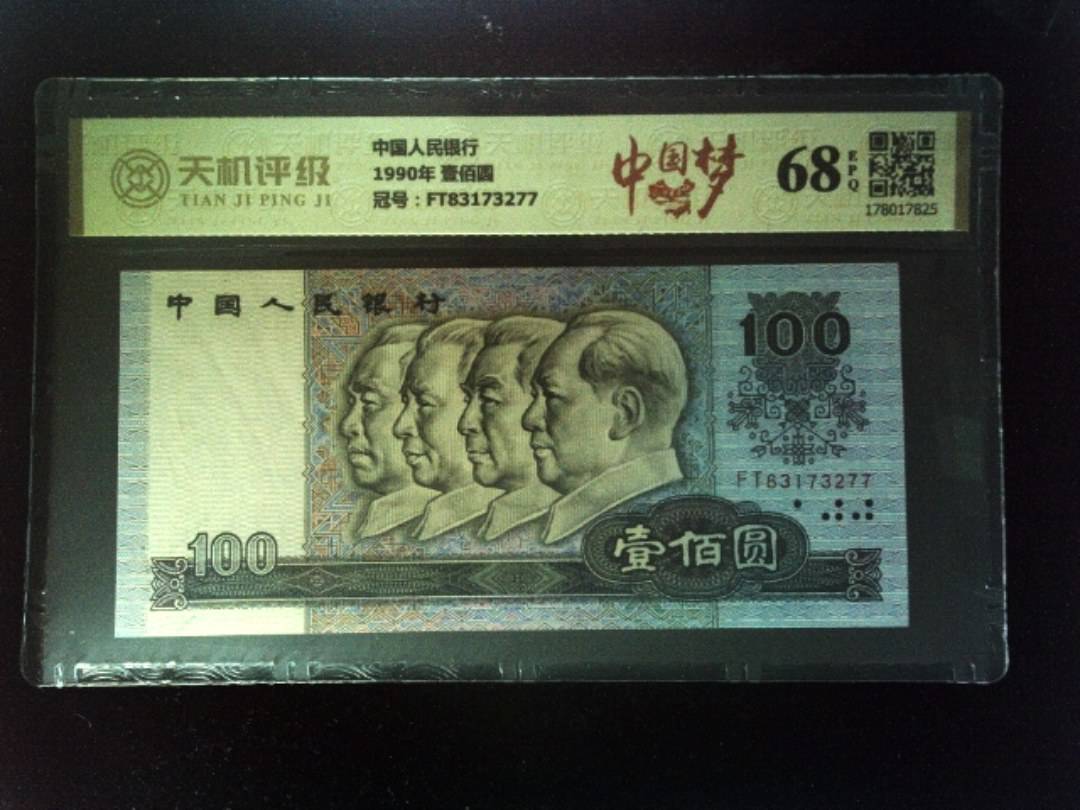 天机评级
TIAN JI PING JI
中国人民银行
1990年 壹佰圆
冠号：FT83173277
中国梦
68
EPQ
178017825
中国人民银行
100
FT83173277
100
壹佰圆